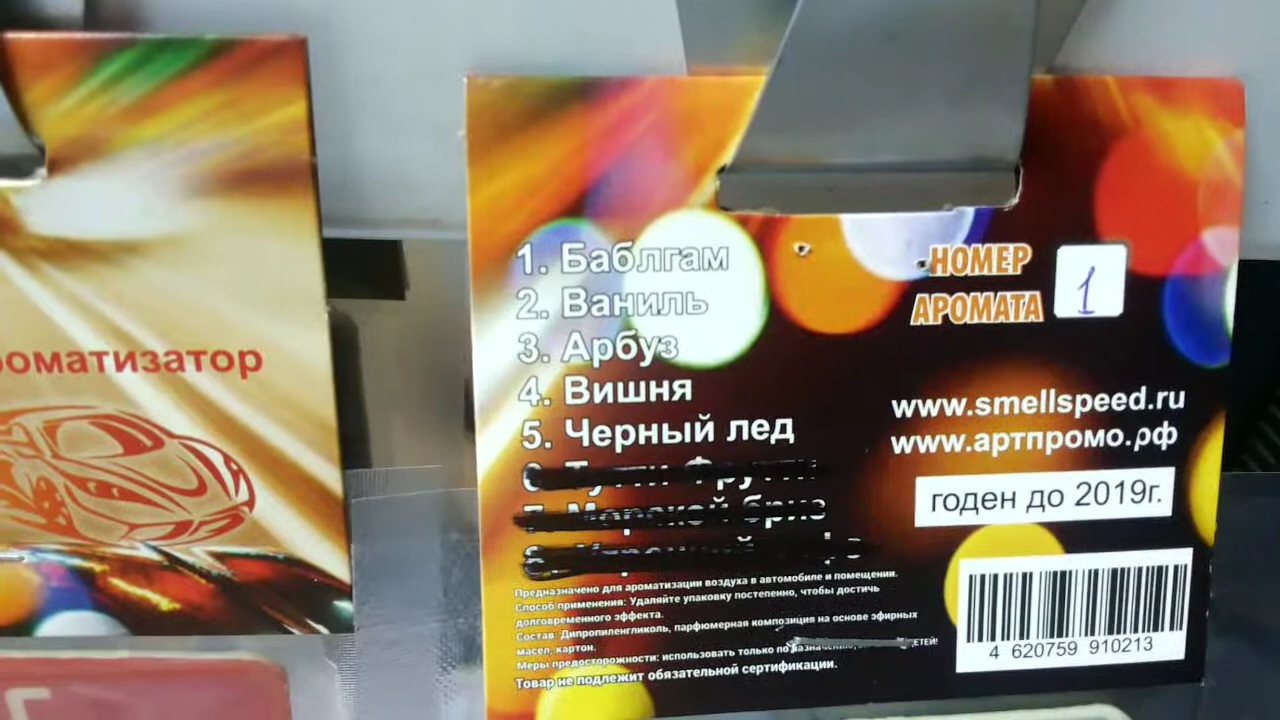 роматизатор
1. Баблгам
2. Ваниль
3. Арбуз
4. Вишня
5. Черный лед
Тутти Фрутти
7. Морской бриз
НОМЕР
АРОМАТА
1
www.smellspeed.ru
www.артпромо.рф
годен до 2019г.
4 620759 910213
Предназначено для ароматизации воздуха в автомобиле и помещении.
Способ применения: Удаляйте упаковку постепенно, чтобы достичь
долговременного эффекта.
Состав: Дипропиленгликоль, парфюмерная композиция на основе эфирных
масел, картон.
Меры предосторожности: использовать только по назначению, ДЕТЕЙ!
Товар не подлежит обязательной сертификации.